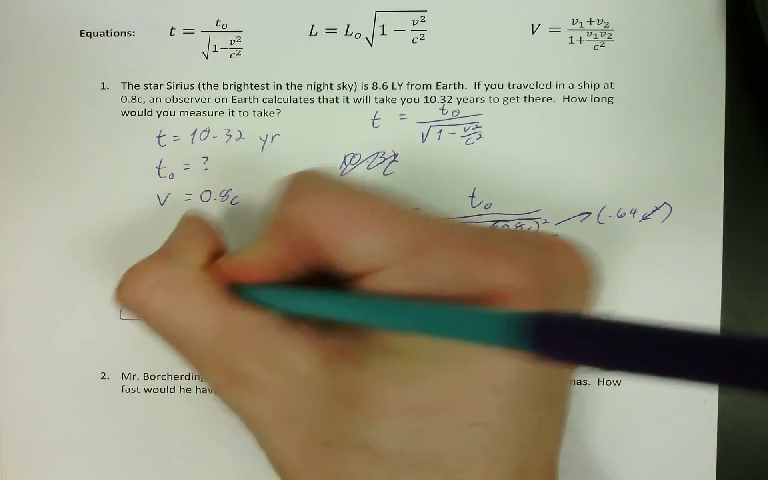 Equations: t = t₀/√(1−v²/c²) L = L₀√(1−v²/c²) V = (v₁+v₂)/(1+v₁v₂/c²)
1. The star Sirius (the brightest in the night sky) is 8.6 LY from Earth. If you traveled in a ship at
0.8c, an observer on Earth calculates that it will take you 10.32 years to get there. How long
would you measure it to take?
t = t₀/√(1−v²/c²)
t = 10.32 yr
t₀ = ?
V = 0.8c
t₀ (0.8c)² → (.64c²)
2. Mr. Borcherding
fast would he hav
How